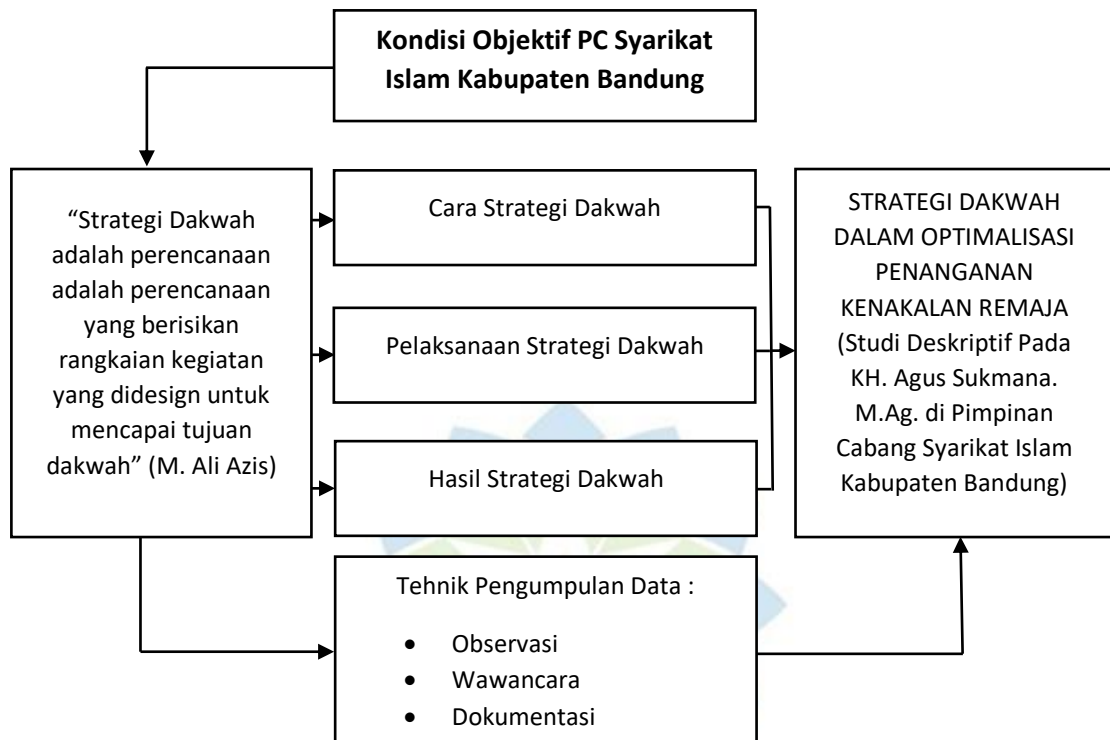 Kondisi Objektif PC Syarikat
Islam Kabupaten Bandung
“Strategi Dakwah
adalah perencanaan
adalah perencanaan
yang berisikan
rangkaian kegiatan
yang didesign untuk
mencapai tujuan
dakwah” (M. Ali Azis)
Cara Strategi Dakwah
Pelaksanaan Strategi Dakwah
Hasil Strategi Dakwah
Tehnik Pengumpulan Data :
• Observasi
• Wawancara
• Dokumentasi
STRATEGI DAKWAH
DALAM OPTIMALISASI
PENANGANAN
KENAKALAN REMAJA
(Studi Deskriptif Pada
KH. Agus Sukmana.
M.Ag. di Pimpinan
Cabang Syarikat Islam
Kabupaten Bandung)